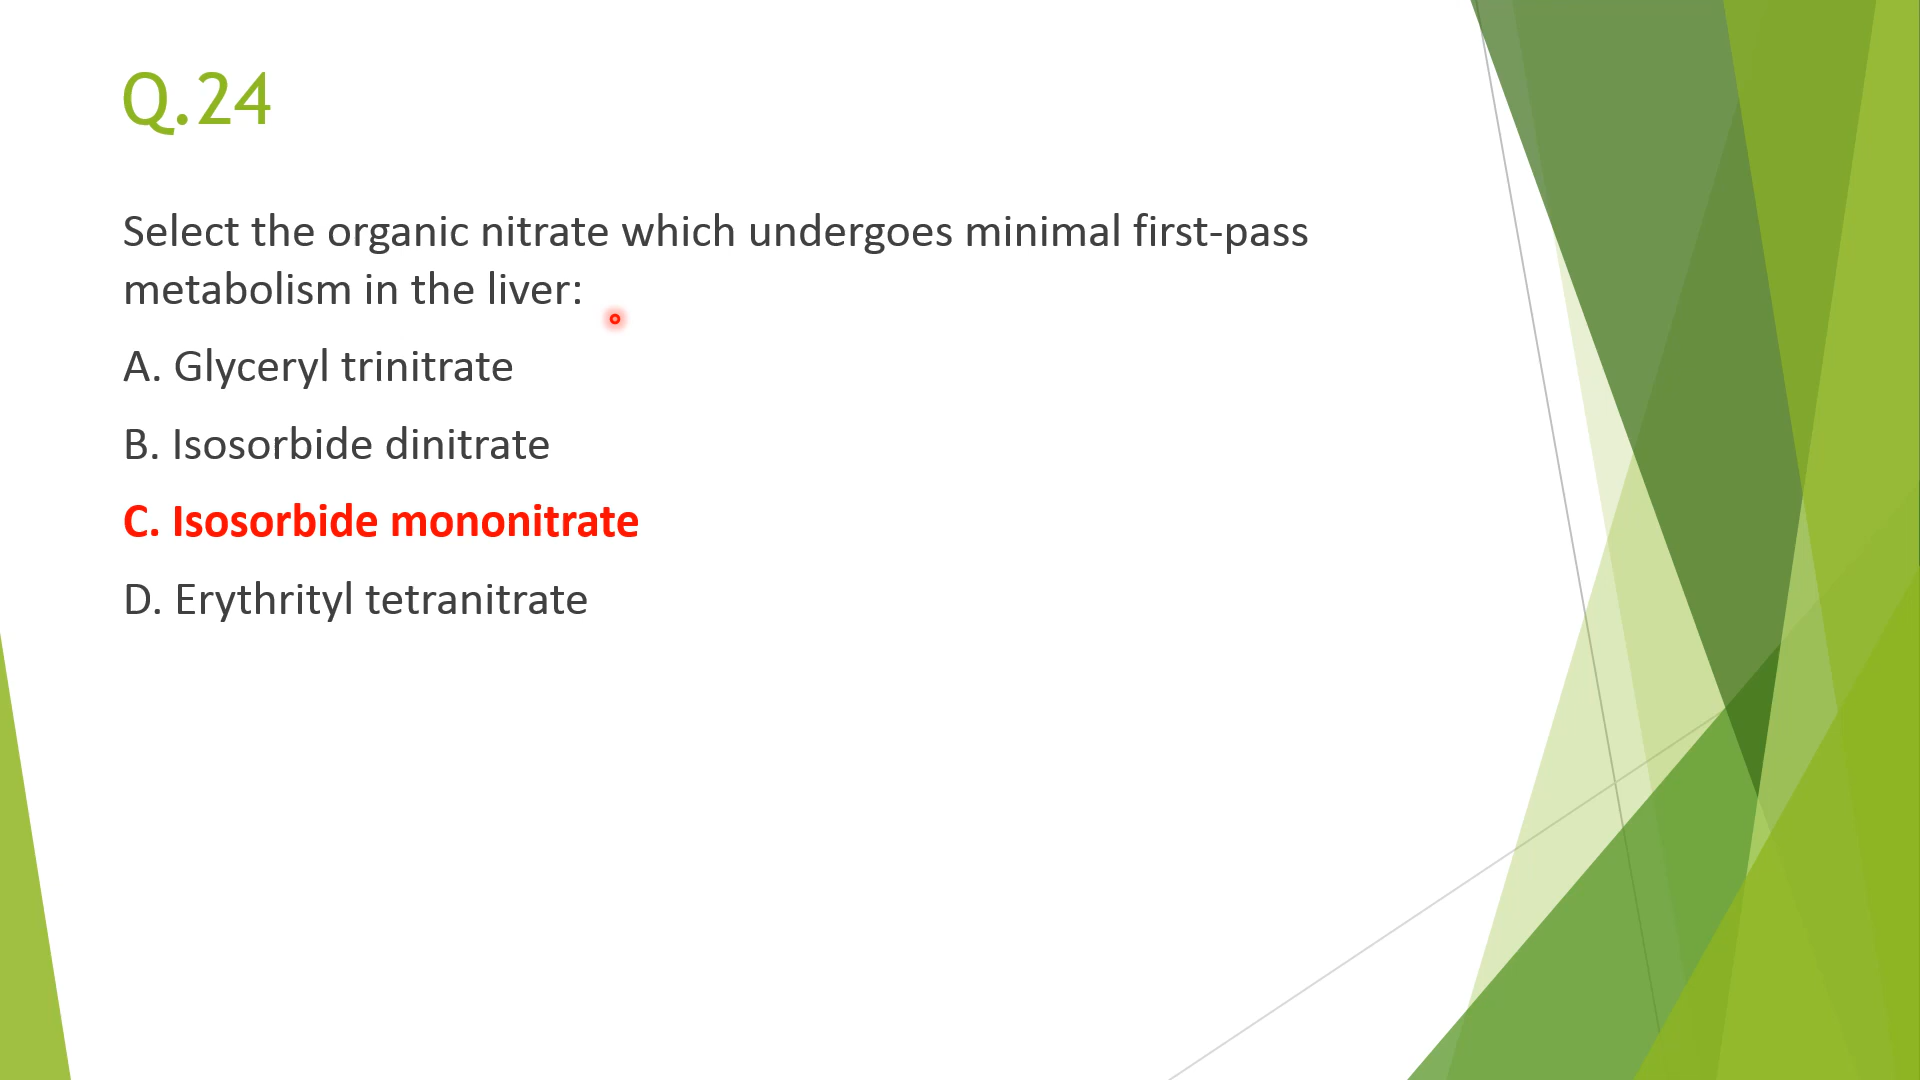 Q.24
Select the organic nitrate which undergoes minimal first-pass
metabolism in the liver:
A. Glyceryl trinitrate
B. Isosorbide dinitrate
C. Isosorbide mononitrate
D. Erythrityl tetranitrate